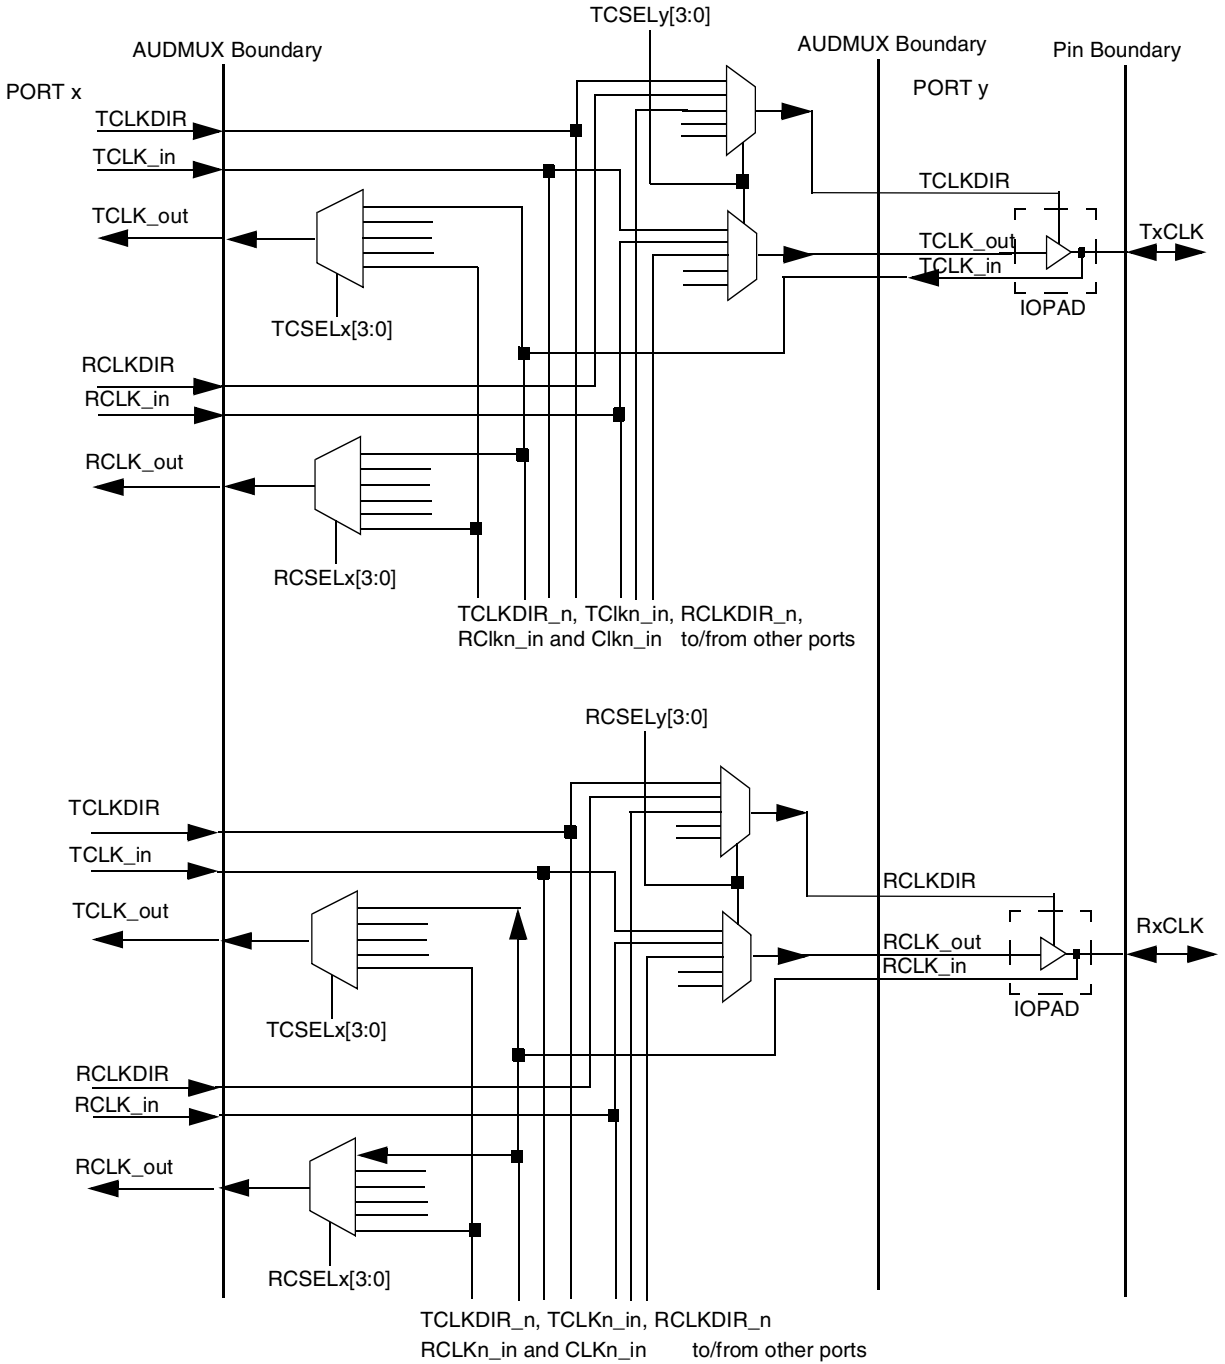 TCSELy[3:0]
AUDMUX Boundary
AUDMUX Boundary
Pin Boundary
PORT x
PORT y
TCLKDIR
TCLK_in
TCLKDIR
TCLK_out
TCLK_out
TxCLK
TCLK_in
IOPAD
TCSELx[3:0]
RCLKDIR
RCLK_in
RCLK_out
RCSELx[3:0]
TCLKDIR_n, TClkn_in, RCLKDIR_n,
RClkn_in and Clkn_in to/from other ports
RCSELy[3:0]
TCLKDIR
TCLK_in
RCLKDIR
TCLK_out
RCLK_out
RxCLK
RCLK_in
IOPAD
TCSELx[3:0]
RCLKDIR
RCLK_in
RCLK_out
RCSELx[3:0]
TCLKDIR_n, TCLKn_in, RCLKDIR_n
RCLKn_in and CLKn_in to/from other ports